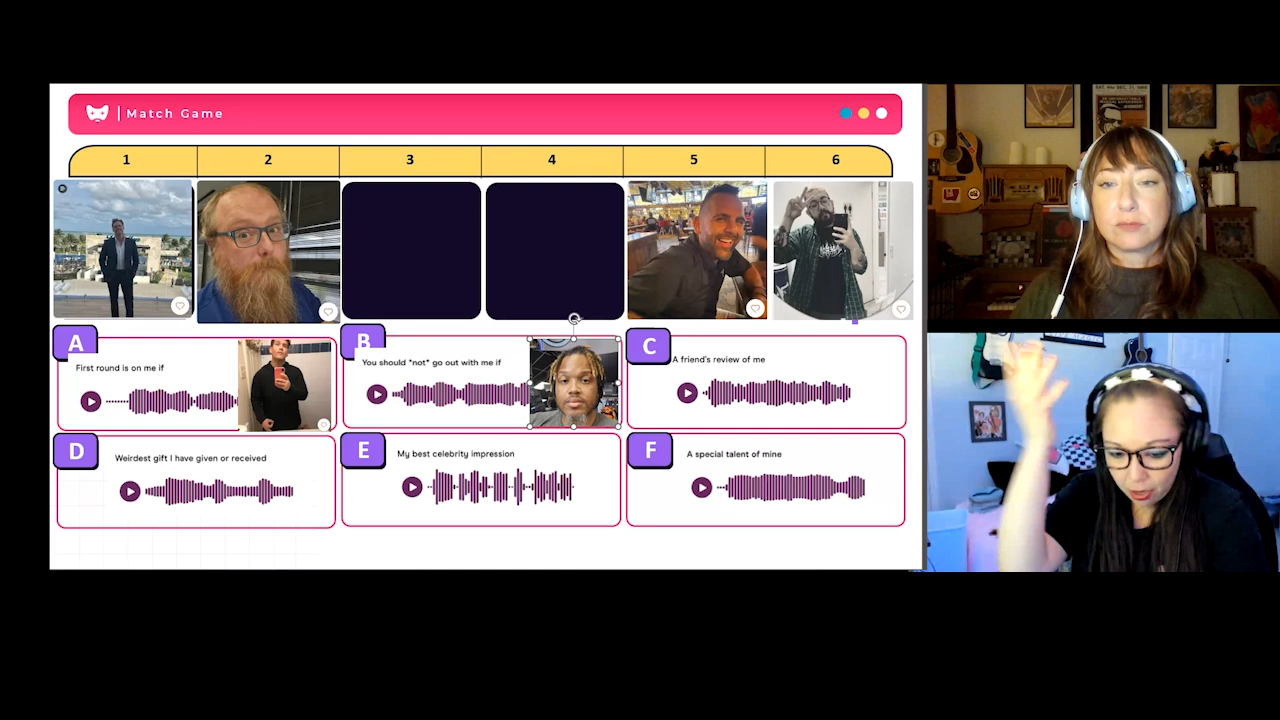 Match Game
1 2 3 4 5 6
A
First round is on me if
B
You should *not* go out with me if
C
A friend's review of me
D
Weirdest gift I have given or received
E
My best celebrity impression
F
A special talent of mine